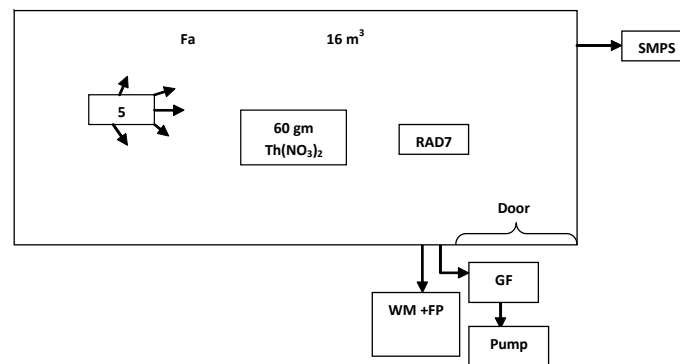 Fa 16 m³
SMPS
5
60 gm
Th(NO₃)₂
RAD7
Door
GF
WM +FP
Pump